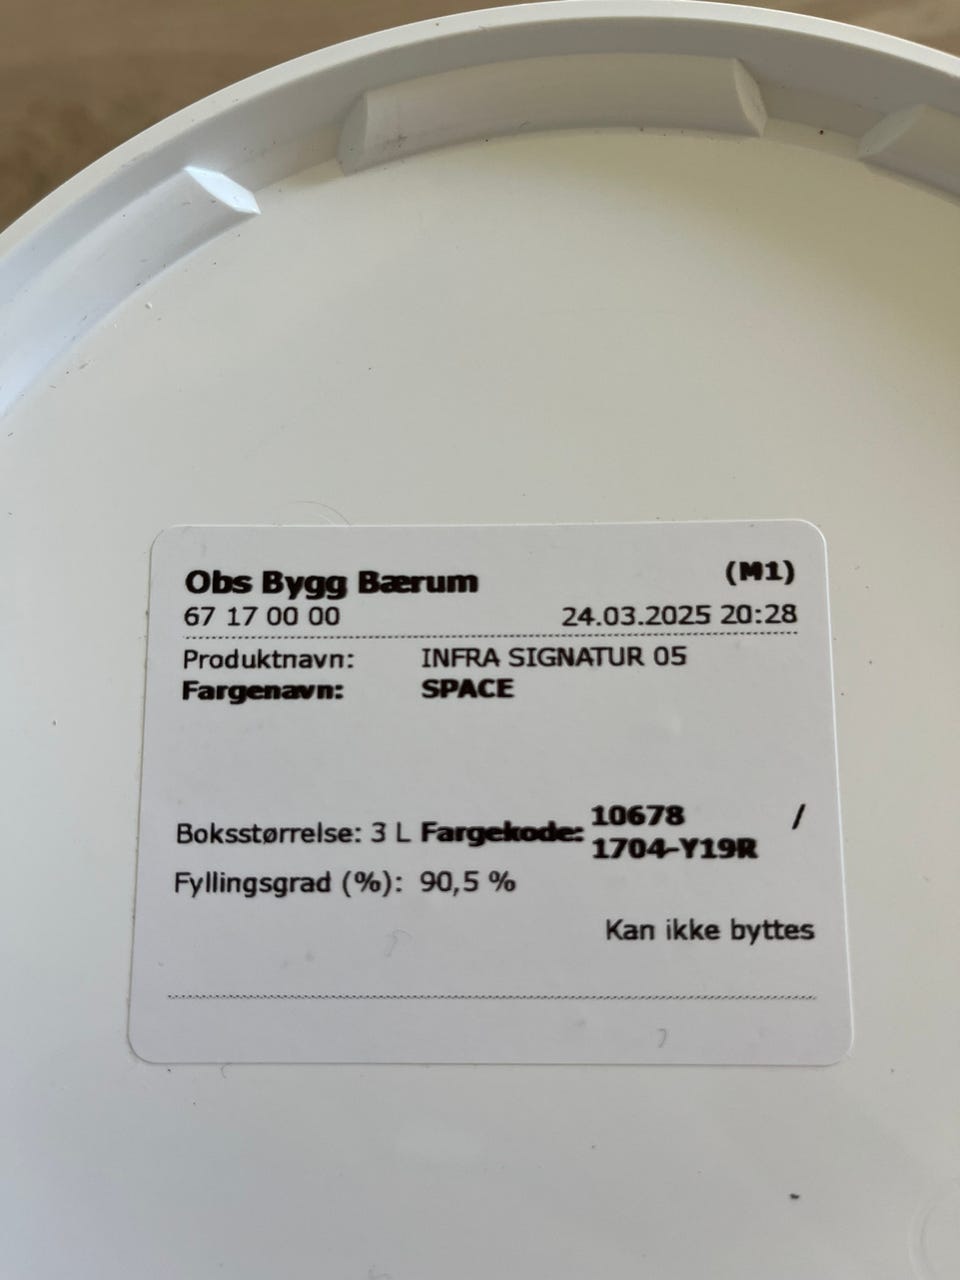 Obs Bygg Bærum (M1)
67 17 00 00 24.03.2025 20:28
Produktnavn: INFRA SIGNATUR 05
Fargenavn: SPACE
Boksstørrelse: 3 L Fargekode: 10678 /
1704-Y19R
Fyllingsgrad (%): 90,5 %
Kan ikke byttes